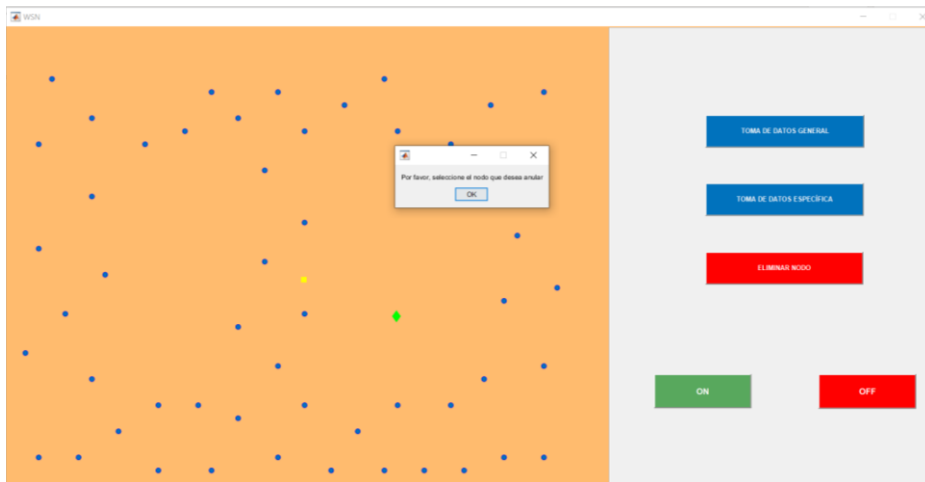 WSN
Por favor, seleccione el nodo que desea anular
OK
TOMA DE DATOS GENERAL
TOMA DE DATOS ESPECÍFICA
ELIMINAR NODO
ON
OFF